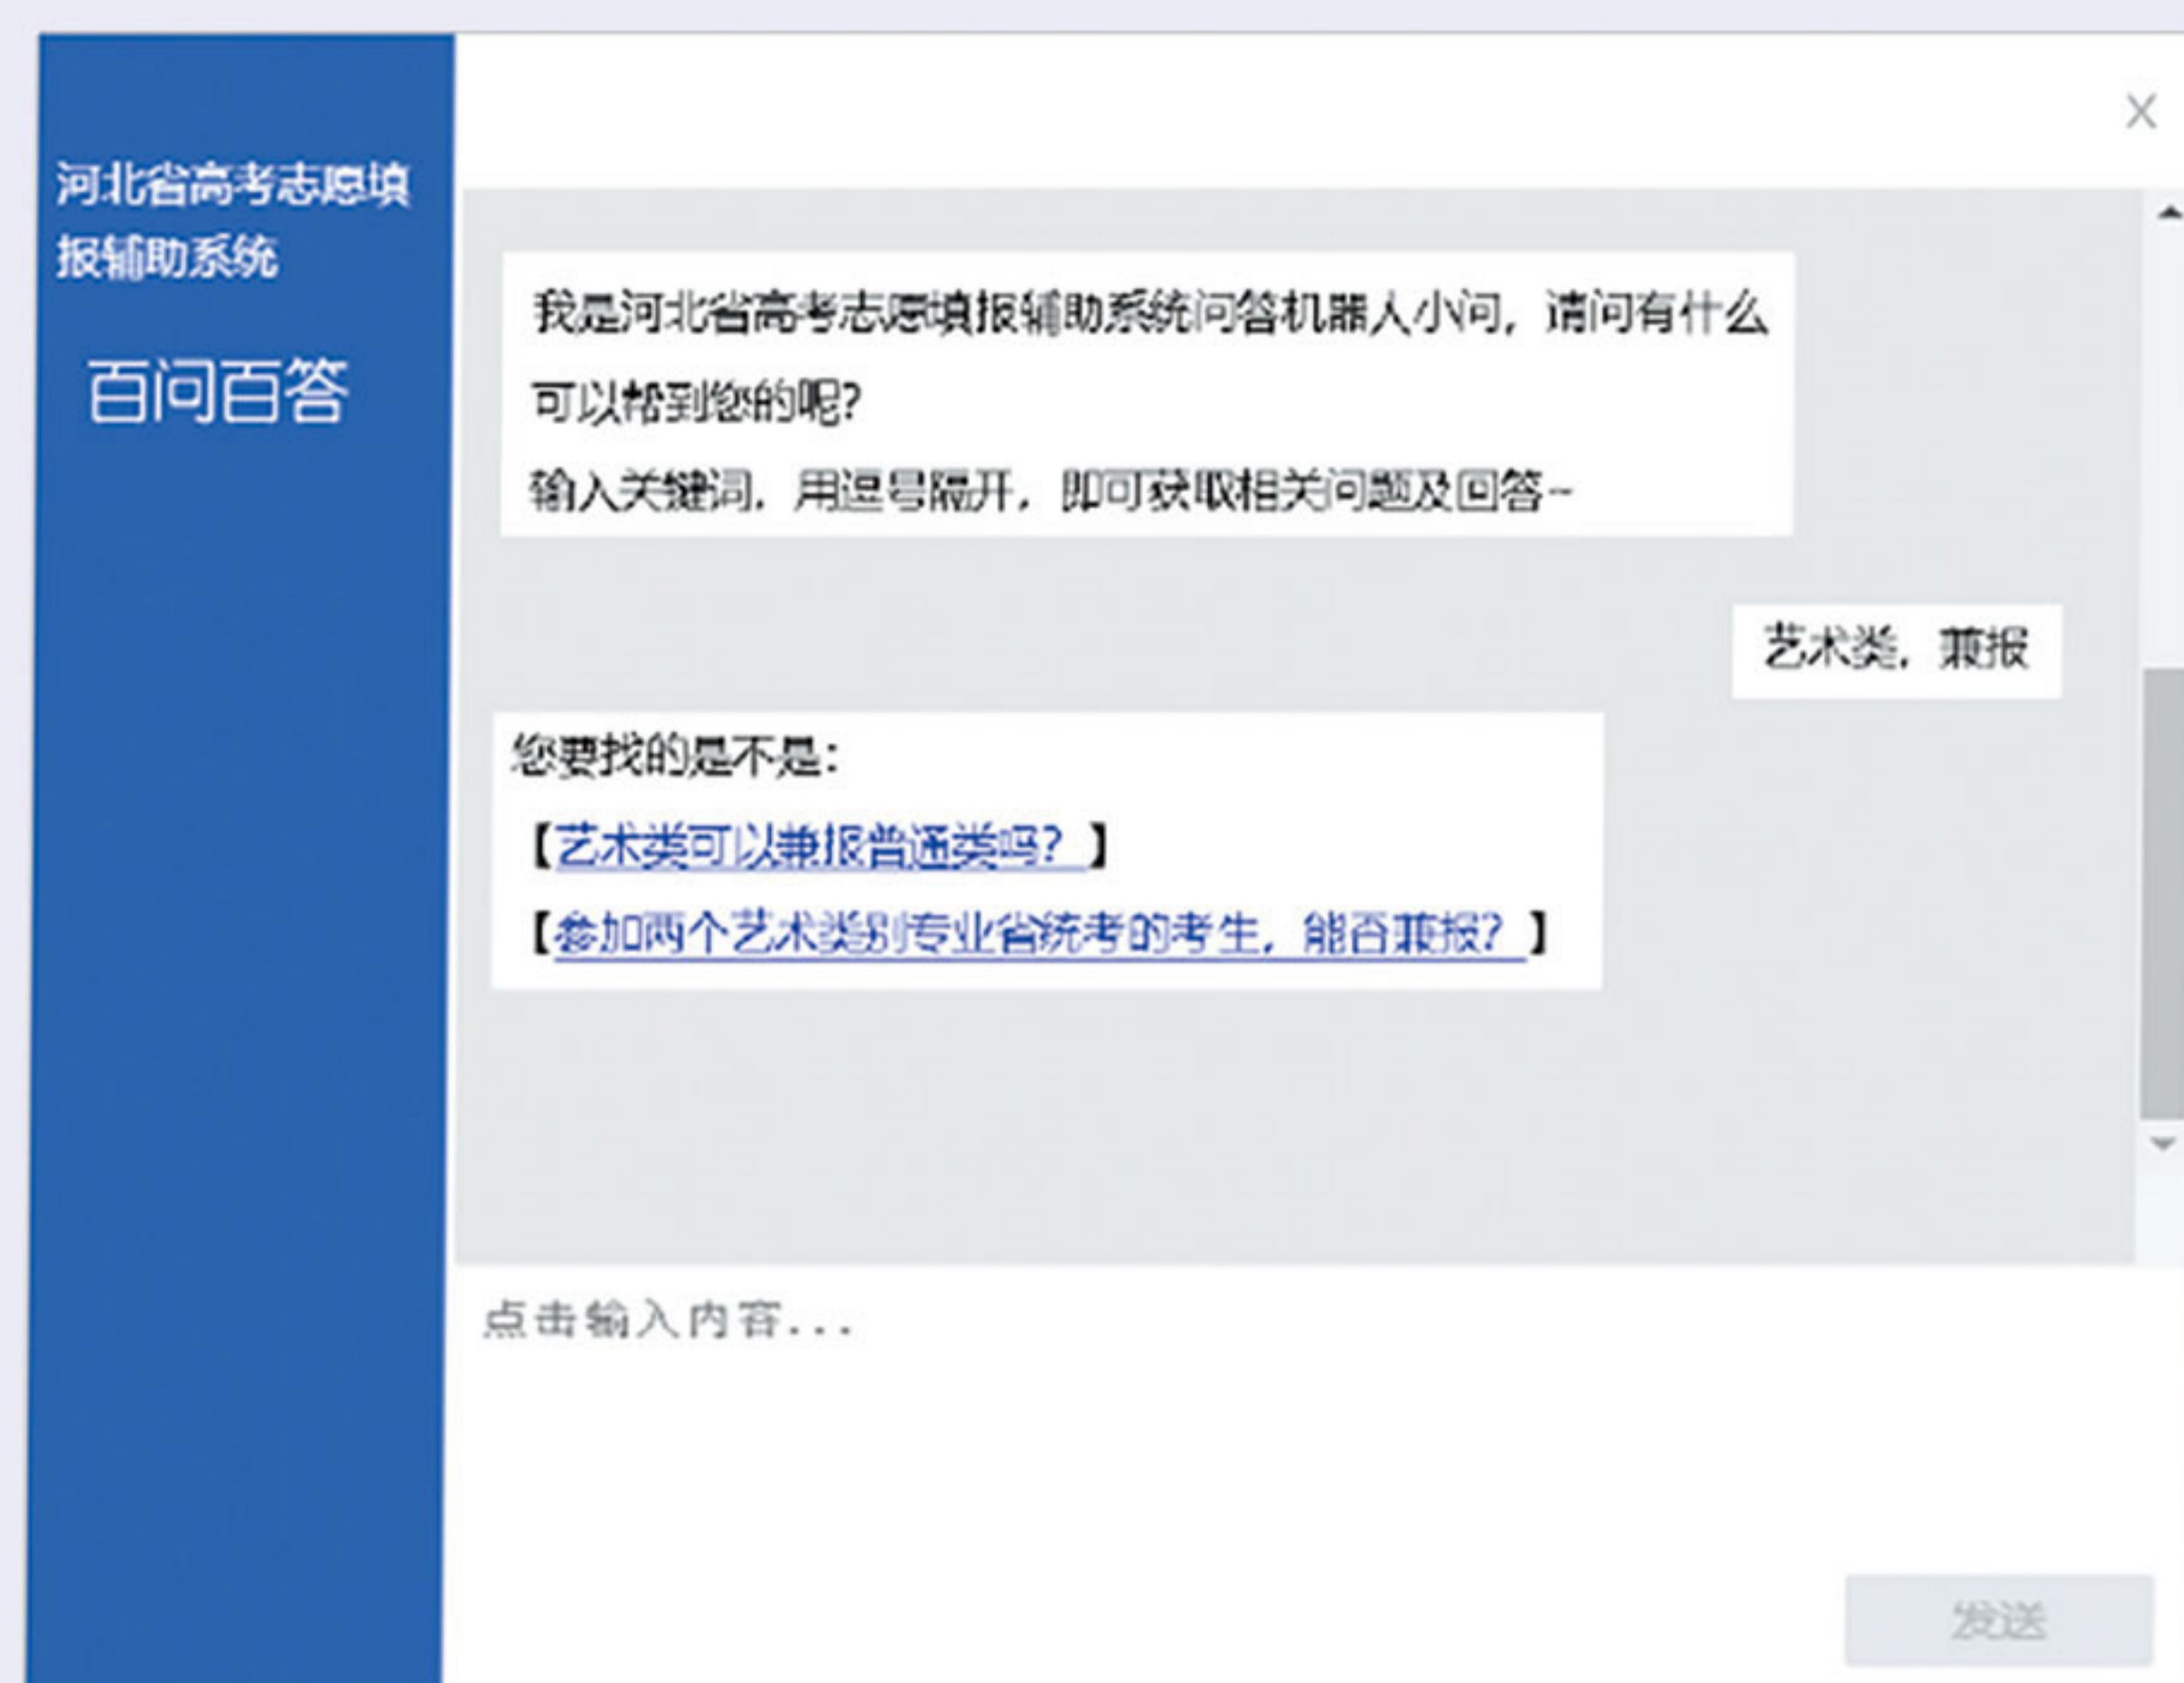 河北省高考志愿填
报辅助系统
百问百答
X
我是河北省高考志愿填报辅助系统问答机器人小问，请问有什么
可以帮到您的呢？
输入关键词，用逗号隔开，即可获取相关问题及回答~
艺术类，兼报
您要找的是不是：
【艺术类可以兼报普通类吗？】
【参加两个艺术类别专业省统考的考生，能否兼报？】
点击输入内容...
发送